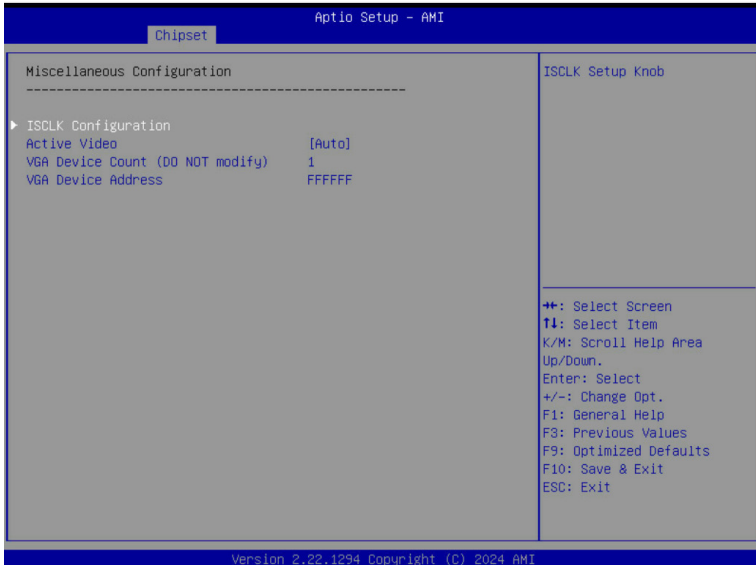 Aptio Setup – AMI
Chipset
Miscellaneous Configuration
--------------------------------------------------
ISCLK Configuration
Active Video [Auto]
VGA Device Count (DO NOT modify) 1
VGA Device Address FFFFFF
ISCLK Setup Knob
→←: Select Screen
↑↓: Select Item
K/M: Scroll Help Area
Up/Down.
Enter: Select
+/-: Change Opt.
F1: General Help
F3: Previous Values
F9: Optimized Defaults
F10: Save & Exit
ESC: Exit
Version 2.22.1294 Copyright (C) 2024 AMI